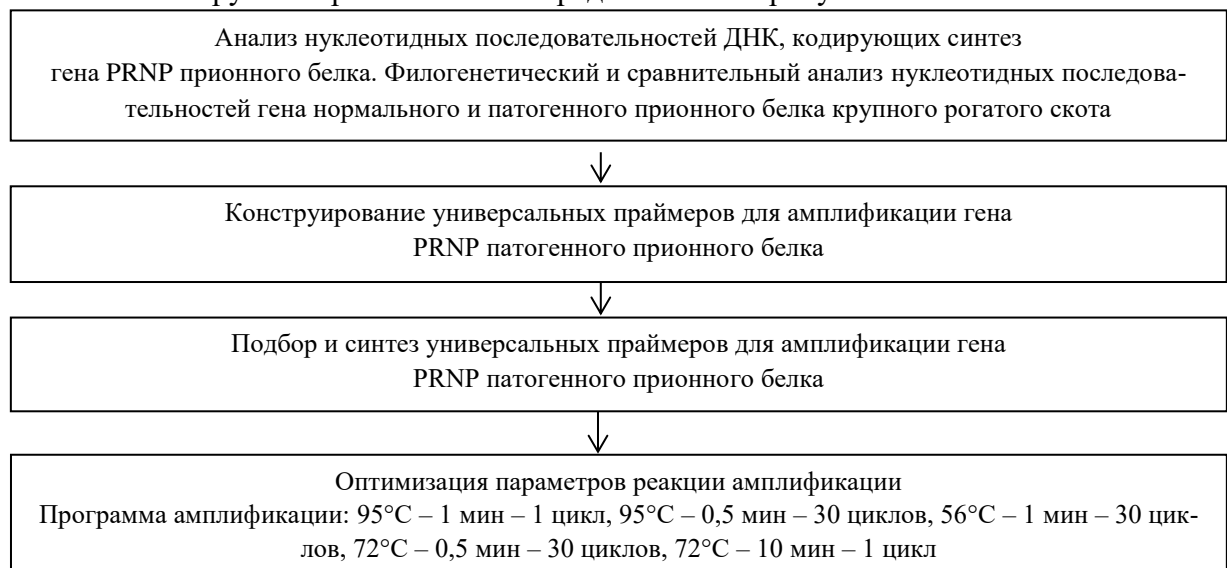 Анализ нуклеотидных последовательностей ДНК, кодирующих синтез
гена PRNP прионного белка. Филогенетический и сравнительный анализ нуклеотидных последова-
тельностей гена нормального и патогенного прионного белка крупного рогатого скота
Конструирование универсальных праймеров для амплификации гена
PRNP патогенного прионного белка
Подбор и синтез универсальных праймеров для амплификации гена
PRNP патогенного прионного белка
Оптимизация параметров реакции амплификации
Программа амплификации: 95°С – 1 мин – 1 цикл, 95°С – 0,5 мин – 30 циклов, 56°С – 1 мин – 30 цик-
лов, 72°С – 0,5 мин – 30 циклов, 72°С – 10 мин – 1 цикл